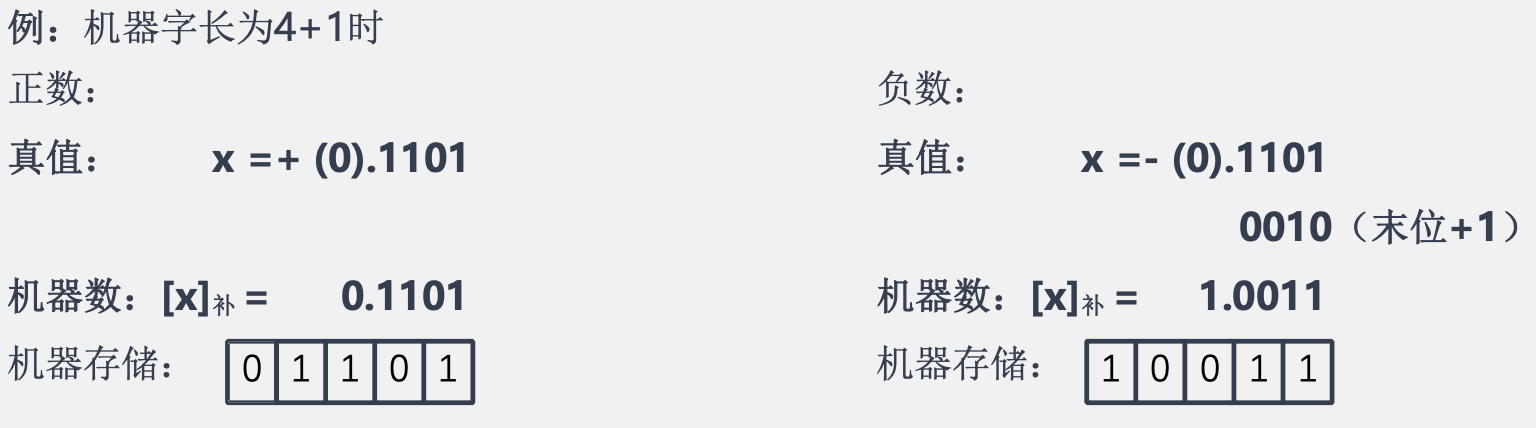 例：机器字长为4+1时
正数：
真值： x =+ (0).1101
机器数：[x]补 = 0.1101
机器存储： 0 1 1 0 1
负数：
真值： x =- (0).1101
0010（末位+1）
机器数：[x]补 = 1.0011
机器存储： 1 0 0 1 1